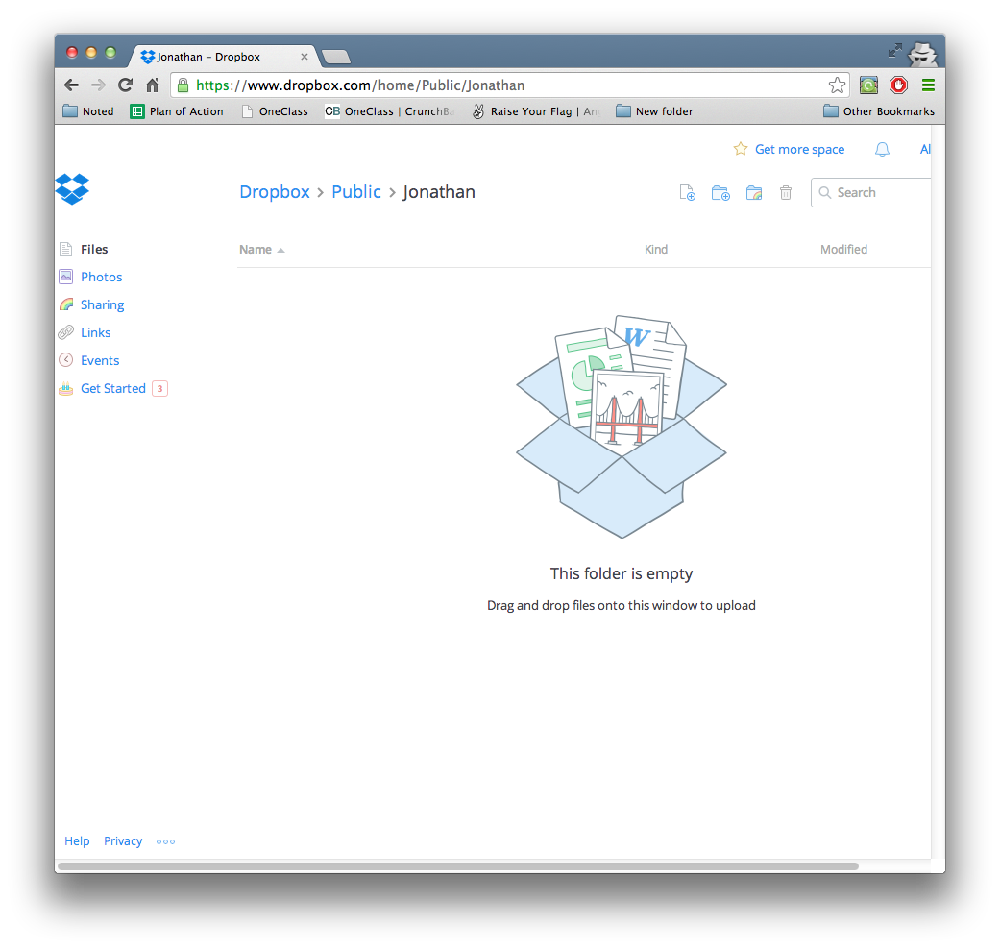 Jonathan – Dropbox
https://www.dropbox.com/home/Public/Jonathan
Noted Plan of Action OneClass CB OneClass | CrunchBa Raise Your Flag | An New folder Other Bookmarks
Get more space Al
Dropbox > Public > Jonathan Search
Name Kind Modified
Files
Photos
Sharing
Links
Events
Get Started 3
W
This folder is empty
Drag and drop files onto this window to upload
Help Privacy